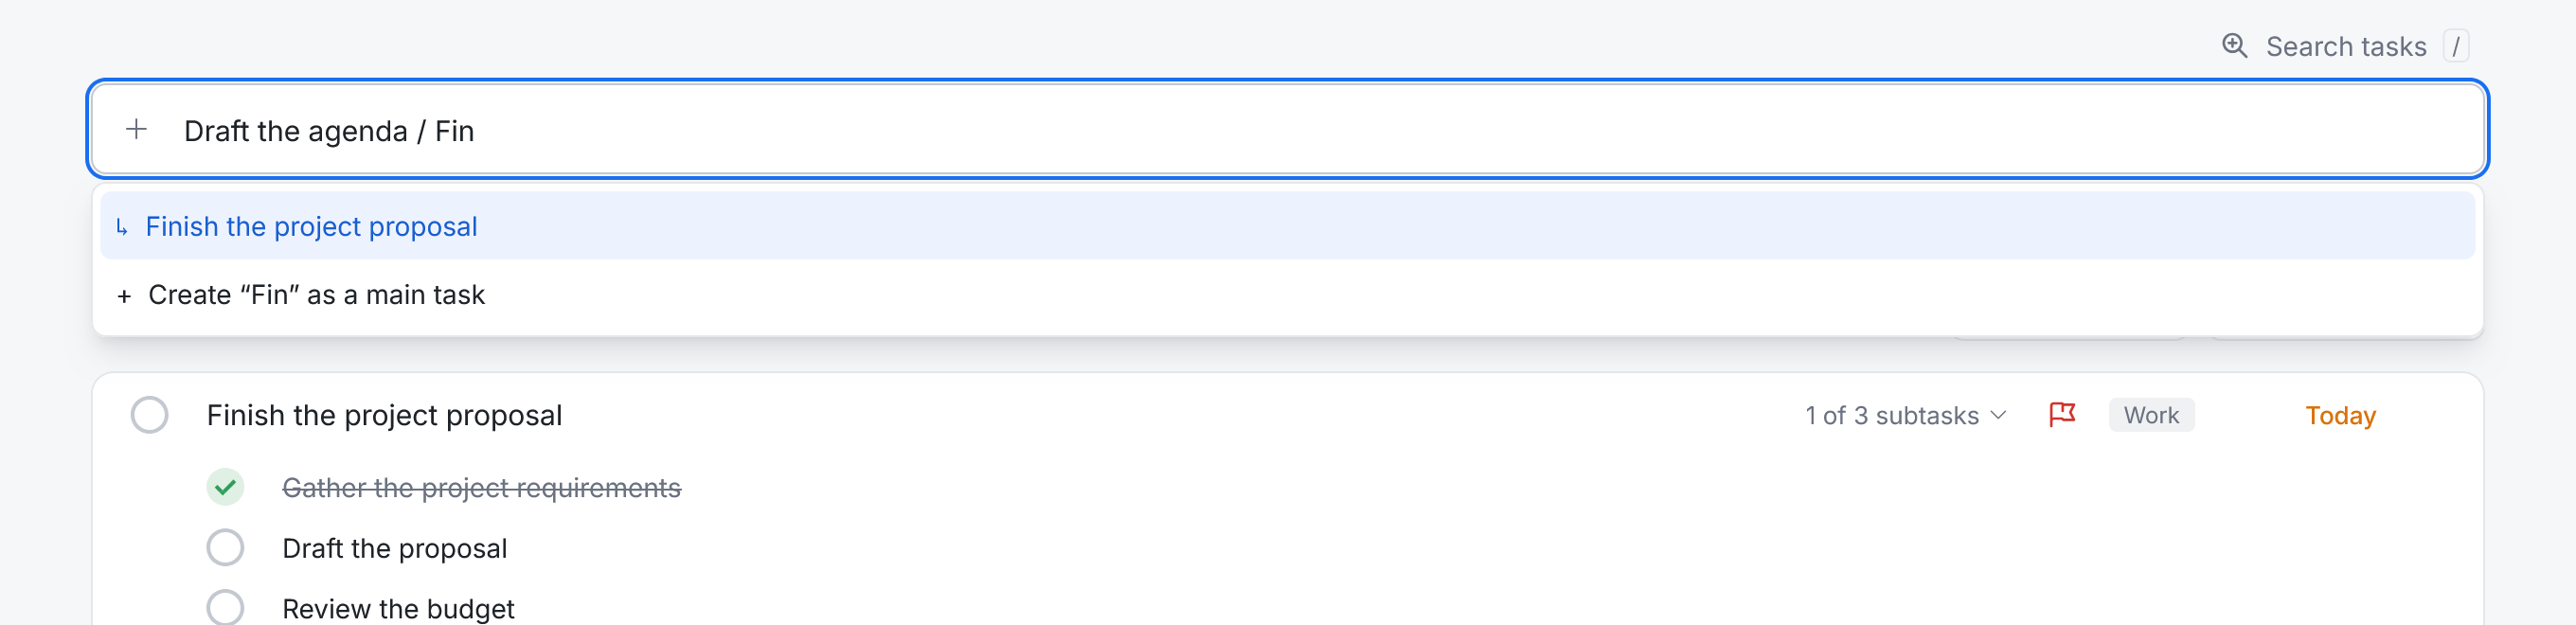 Search tasks /
Draft the agenda / Fin
↳ Finish the project proposal
+ Create “Fin” as a main task
Finish the project proposal 1 of 3 subtasks Work Today
Gather the project requirements
Draft the proposal
Review the budget